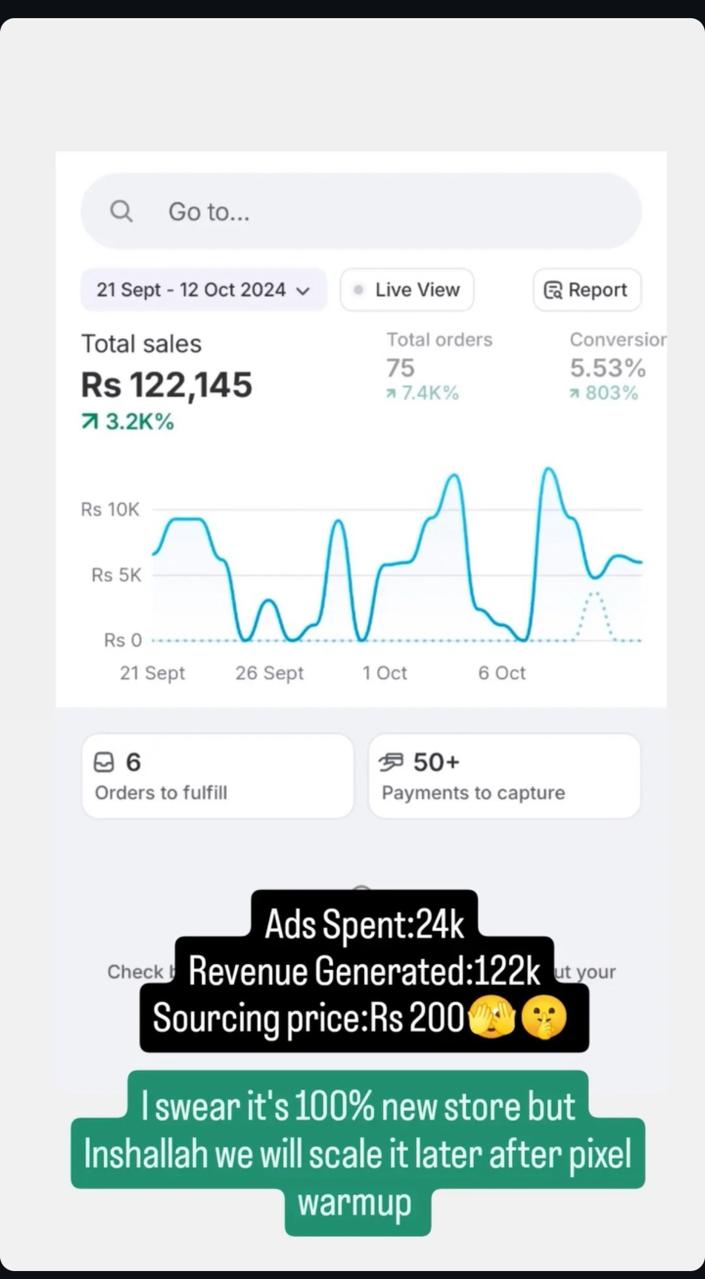 Go to...
21 Sept - 12 Oct 2024 Live View Report
Total sales Total orders Conversion
Rs 122,145 75 5.53%
3.2K% 7.4K% 803%
Rs 10K
Rs 5K
Rs 0
21 Sept 26 Sept 1 Oct 6 Oct
6 50+
Orders to fulfill Payments to capture
Ads Spent:24k
Check Revenue Generated:122k ut your
Sourcing price:Rs 200🫣🤫
I swear it's 100% new store but
Inshallah we will scale it later after pixel
warmup